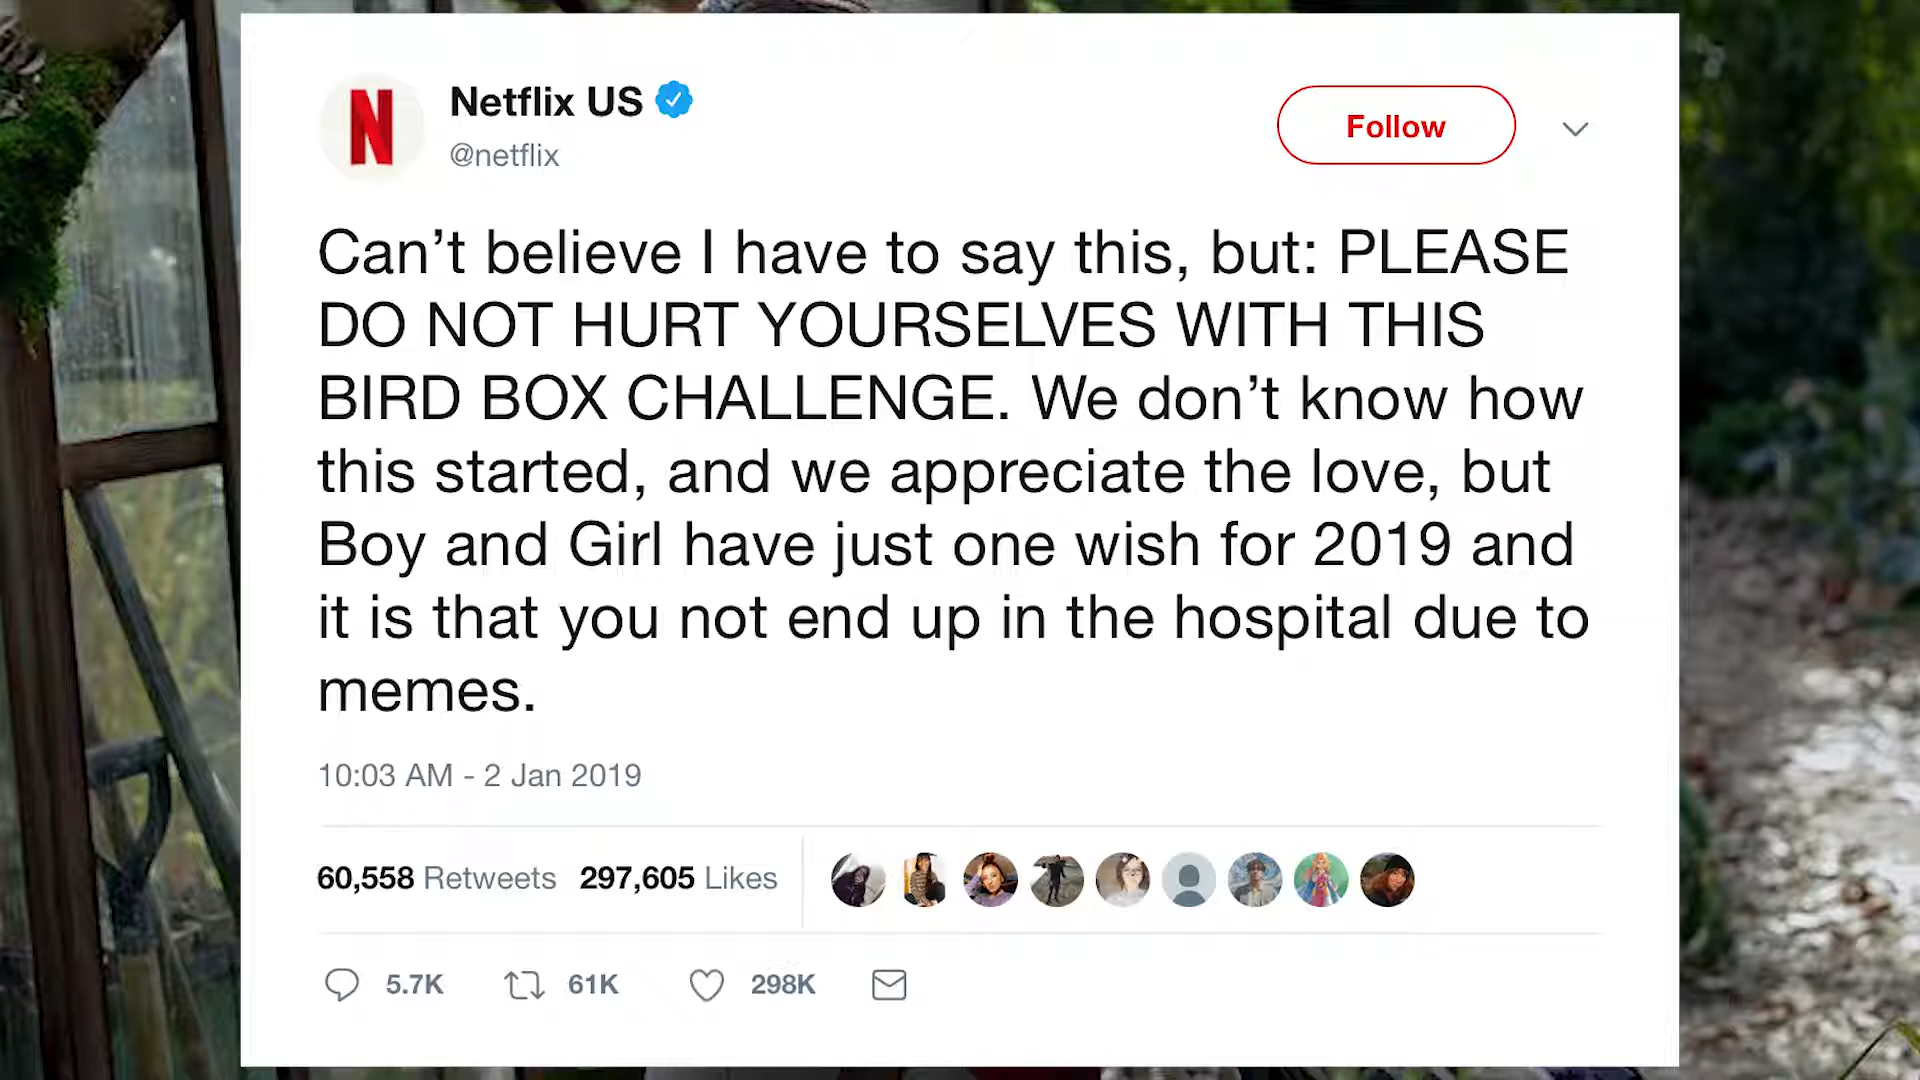 Netflix US
@netflix
Follow
Can’t believe I have to say this, but: PLEASE
DO NOT HURT YOURSELVES WITH THIS
BIRD BOX CHALLENGE. We don’t know how
this started, and we appreciate the love, but
Boy and Girl have just one wish for 2019 and
it is that you not end up in the hospital due to
memes.
10:03 AM - 2 Jan 2019
60,558 Retweets 297,605 Likes
5.7K 61K 298K